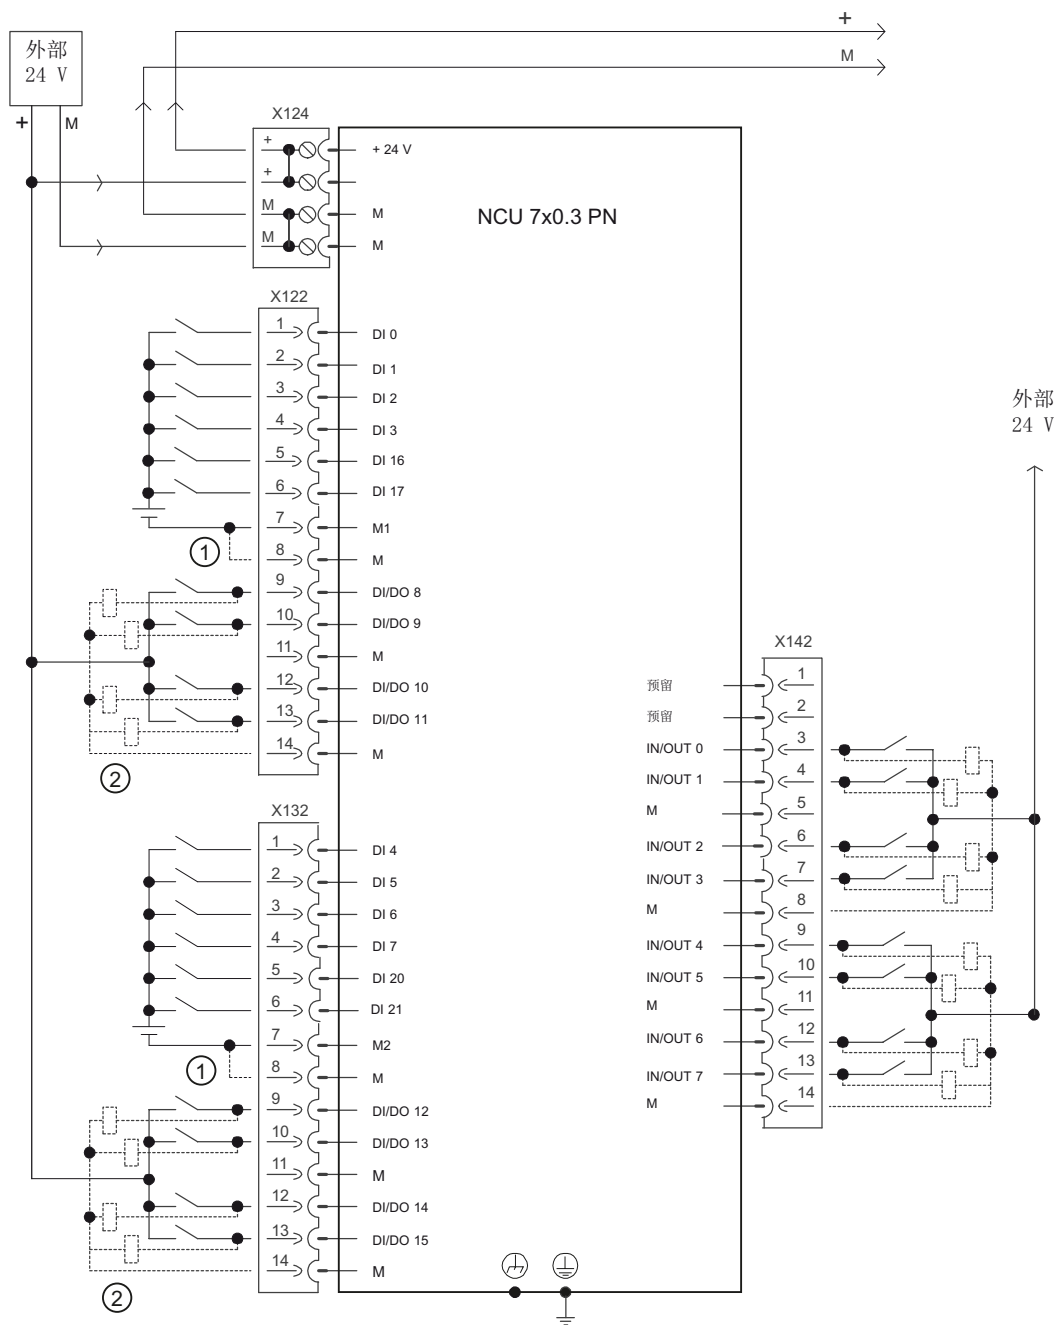 +
M
外部
24 V
+
M
X124
+
+
M
M
+ 24 V
M
M
NCU 7x0.3 PN
X122
1
DI 0
2
DI 1
3
DI 2
4
DI 3
5
DI 16
6
DI 17
7
M1
①
8
M
9
DI/DO 8
10
DI/DO 9
11
M
12
DI/DO 10
13
DI/DO 11
14
M
②
X132
1
DI 4
2
DI 5
3
DI 6
4
DI 7
5
DI 20
6
DI 21
7
M2
①
8
M
9
DI/DO 12
10
DI/DO 13
11
M
12
DI/DO 14
13
DI/DO 15
14
M
②
外部
24 V
X142
预留
1
预留
2
IN/OUT 0
3
IN/OUT 1
4
M
5
IN/OUT 2
6
IN/OUT 3
7
M
8
IN/OUT 4
9
IN/OUT 5
10
M
11
IN/OUT 6
12
IN/OUT 7
13
M
14